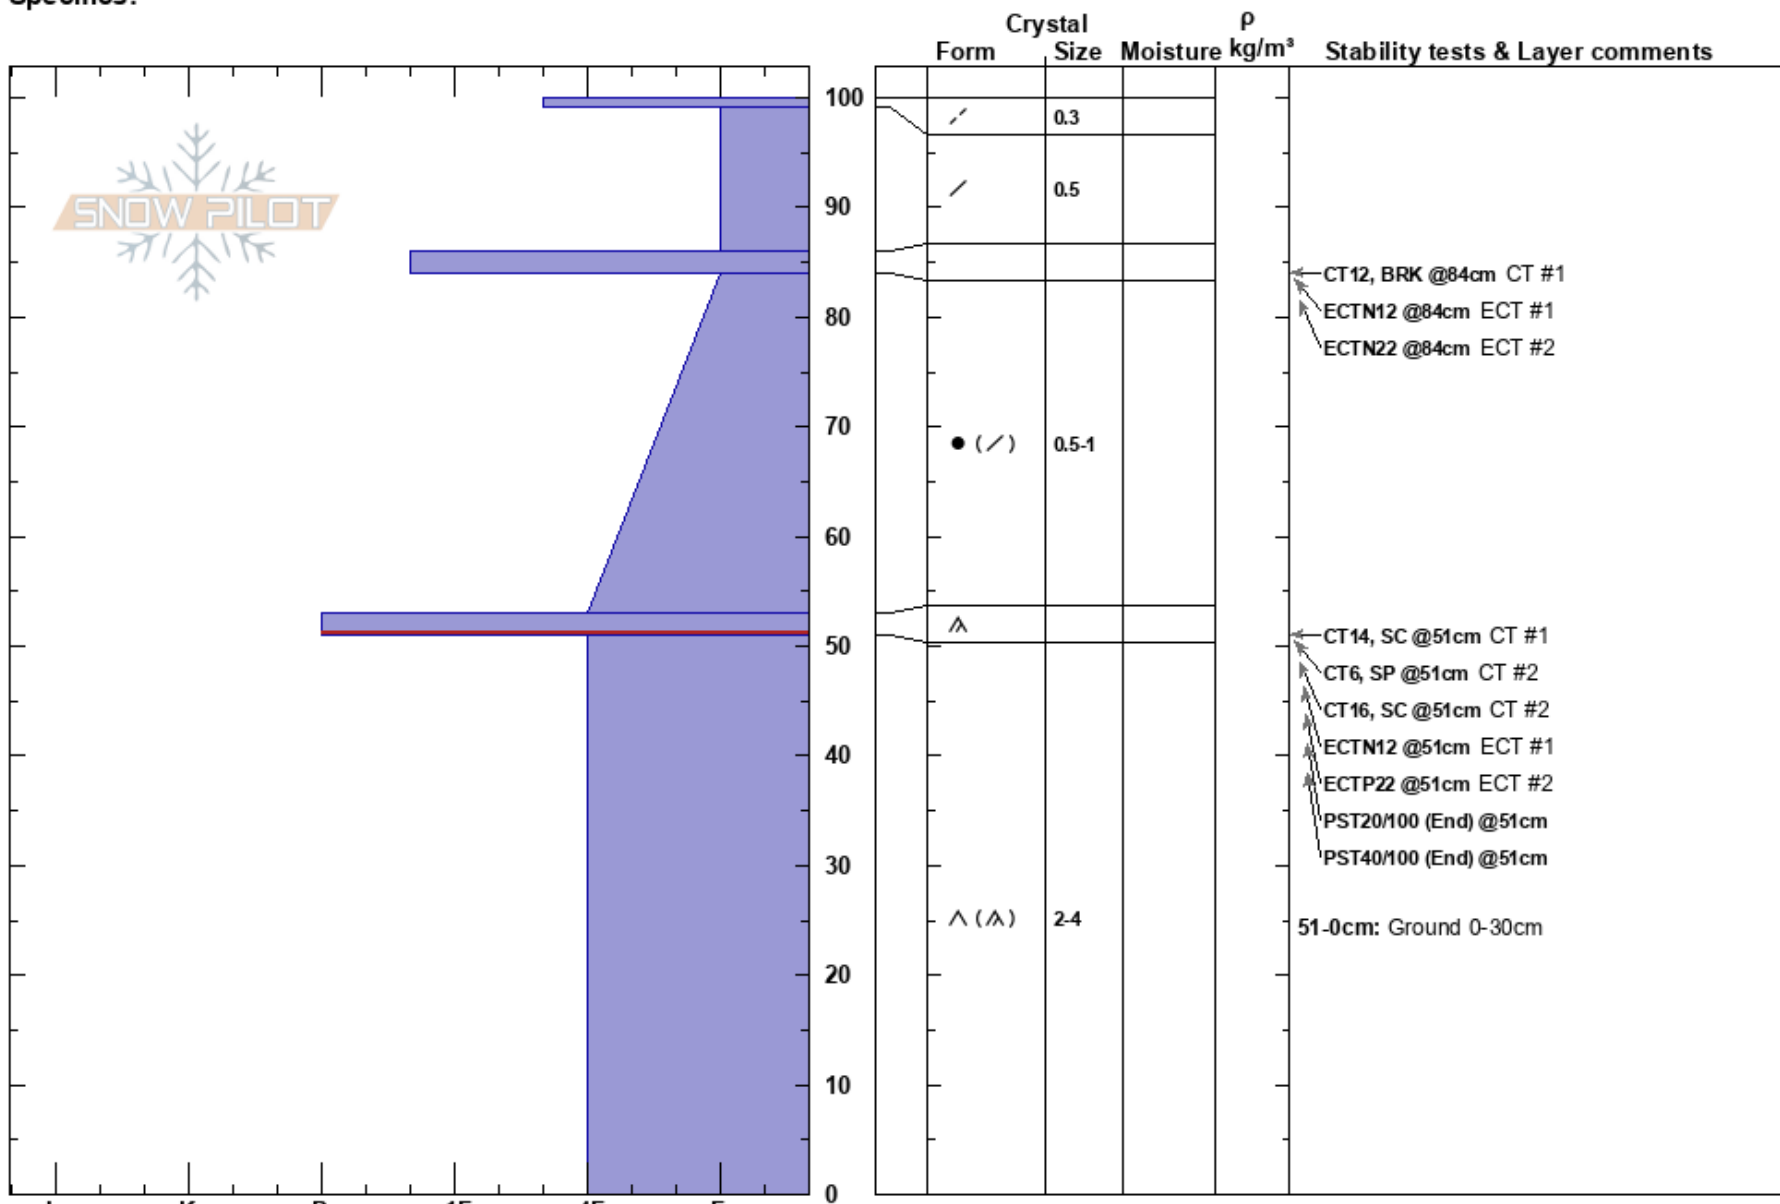 Crystal ρ
Form Size Moisture kg/m³ Stability tests & Layer comments
100
0.3
SNOW PILOT
0.5
90
CT12, BRK @84cm CT #1
ECTN12 @84cm ECT #1
80
ECTN22 @84cm ECT #2
70
0.5-1
60
50
CT14, SC @51cm CT #1
CT6, SP @51cm CT #2
CT16, SC @51cm CT #2
ECTN12 @51cm ECT #1
40
ECTP22 @51cm ECT #2
PST20/100 (End) @51cm
PST40/100 (End) @51cm
30
2-4
51-0cm: Ground 0-30cm
20
10
0